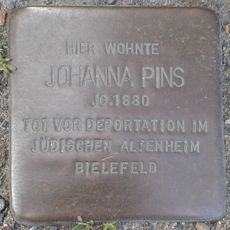 HIER WOHNTE
JOHANNA PINS
JG. 1880
TOT VOR DEPORTATION IM
JÜDISCHEN ALTENHEIM
BIELEFELD